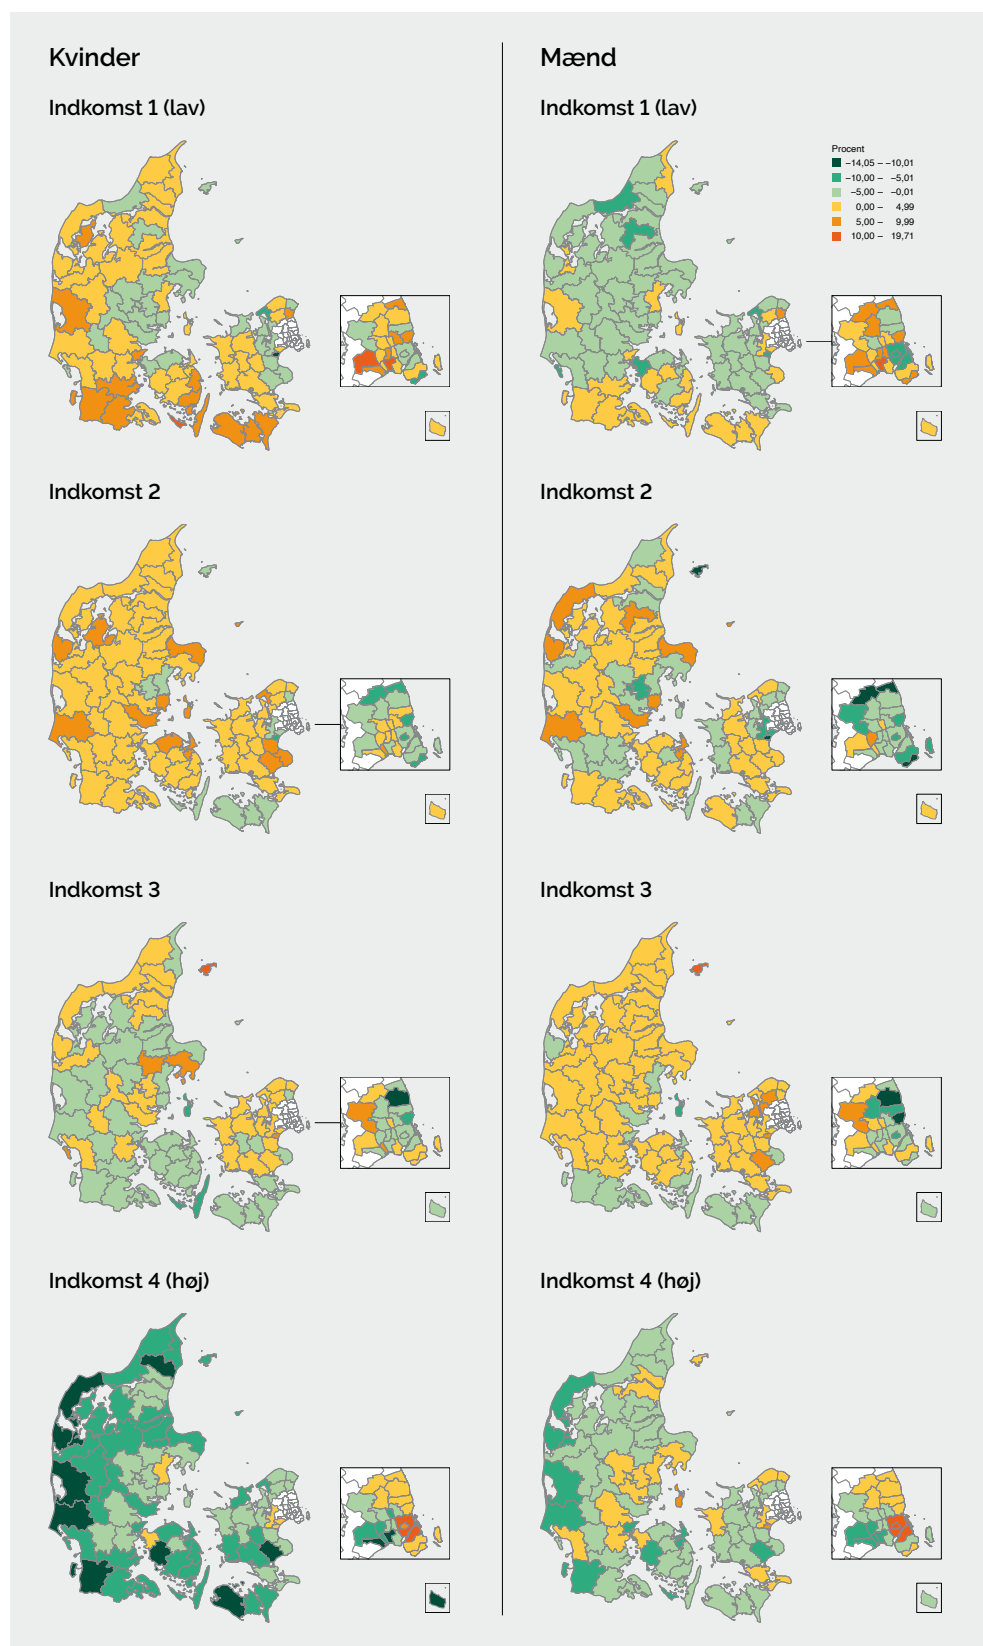 Kvinder
Mænd
Indkomst 1 (lav)
Indkomst 1 (lav)
Procent
−14,05 – −10,01
−10,00 – −5,01
−5,00 – −0,01
0,00 – 4,99
5,00 – 9,99
10,00 – 19,71
Indkomst 2
Indkomst 2
Indkomst 3
Indkomst 3
Indkomst 4 (høj)
Indkomst 4 (høj)